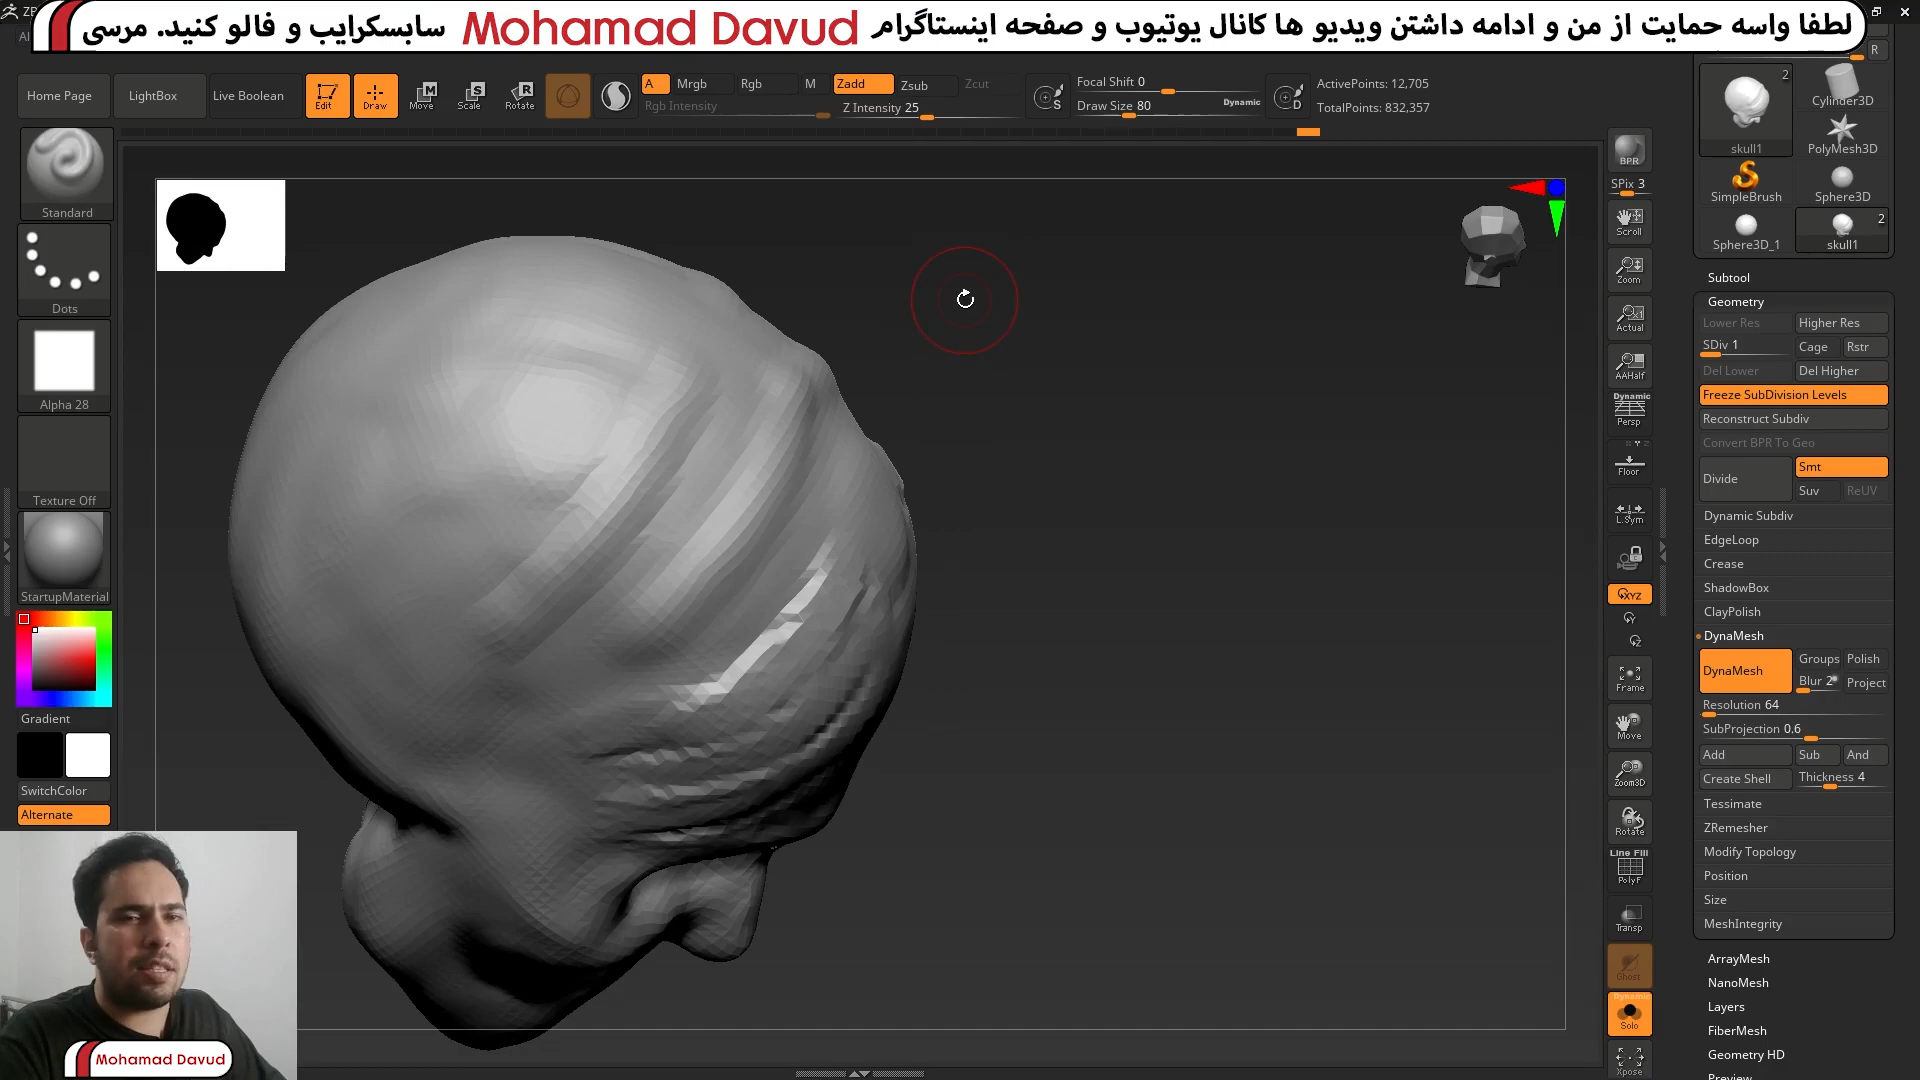 لطفا واسه حمایت از من و ادامه داشتن ویدیو ها کانال یوتیوب و صفحه اینستاگرام Mohamad Davud سابسکرایب و فالو کنید. مرسی
R
Home Page
LightBox
Live Boolean
Edit
Draw
Move
Scale
Rotate
A
Mrgb
Rgb
M
Zadd
Zsub
Zcut
Rgb Intensity
Z Intensity 25
Focal Shift 0
Draw Size 80
Dynamic
ActivePoints: 12,705
TotalPoints: 832,357
Standard
Dots
Alpha 28
Texture Off
StartupMaterial
Gradient
SwitchColor
Alternate
BPR
SPix 3
Scroll
Zoom
Actual
AAHalf
Dynamic
Persp
Floor
L.Sym
XYZ
Frame
Move
Zoom3D
Rotate
Line Fill
PolyF
Transp
Ghost
Dynamic
Solo
Xpose
2
skull1
Cylinder3D
PolyMesh3D
SimpleBrush
Sphere3D
Sphere3D_1
2
skull1
Subtool
Geometry
Lower Res
Higher Res
SDiv 1
Cage
Rstr
Del Lower
Del Higher
Freeze SubDivision Levels
Reconstruct Subdiv
Convert BPR To Geo
Divide
Smt
Suv
ReUV
Dynamic Subdiv
EdgeLoop
Crease
ShadowBox
ClayPolish
DynaMesh
DynaMesh
Groups
Polish
Blur 2
Project
Resolution 64
SubProjection 0.6
Add
Sub
And
Create Shell
Thickness 4
Tessimate
ZRemesher
Modify Topology
Position
Size
MeshIntegrity
ArrayMesh
NanoMesh
Layers
FiberMesh
Geometry HD
Preview
Mohamad Davud